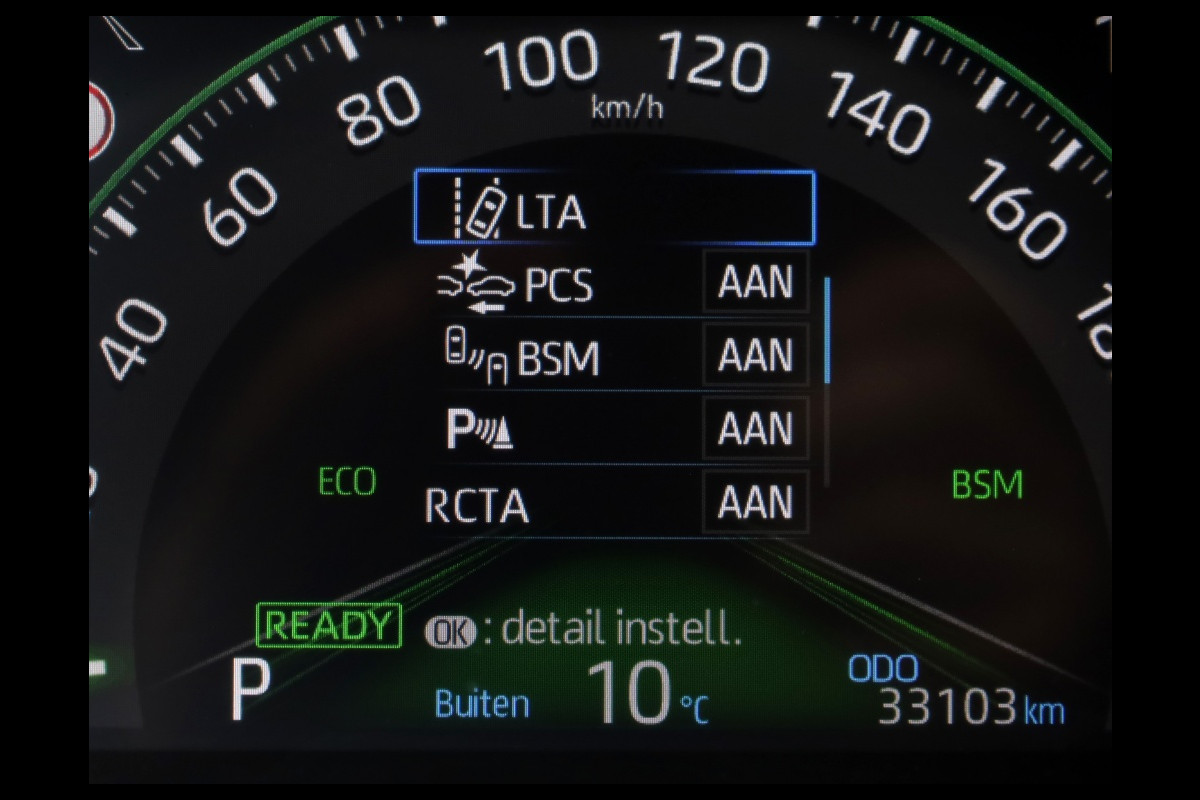 100 120
80 km/h 140
60 160
40
LTA
PCS AAN
BSM AAN
P AAN
RCTA AAN
ECO BSM
READY OK : detail instell.
P Buiten 10 °C ODO
33103 km